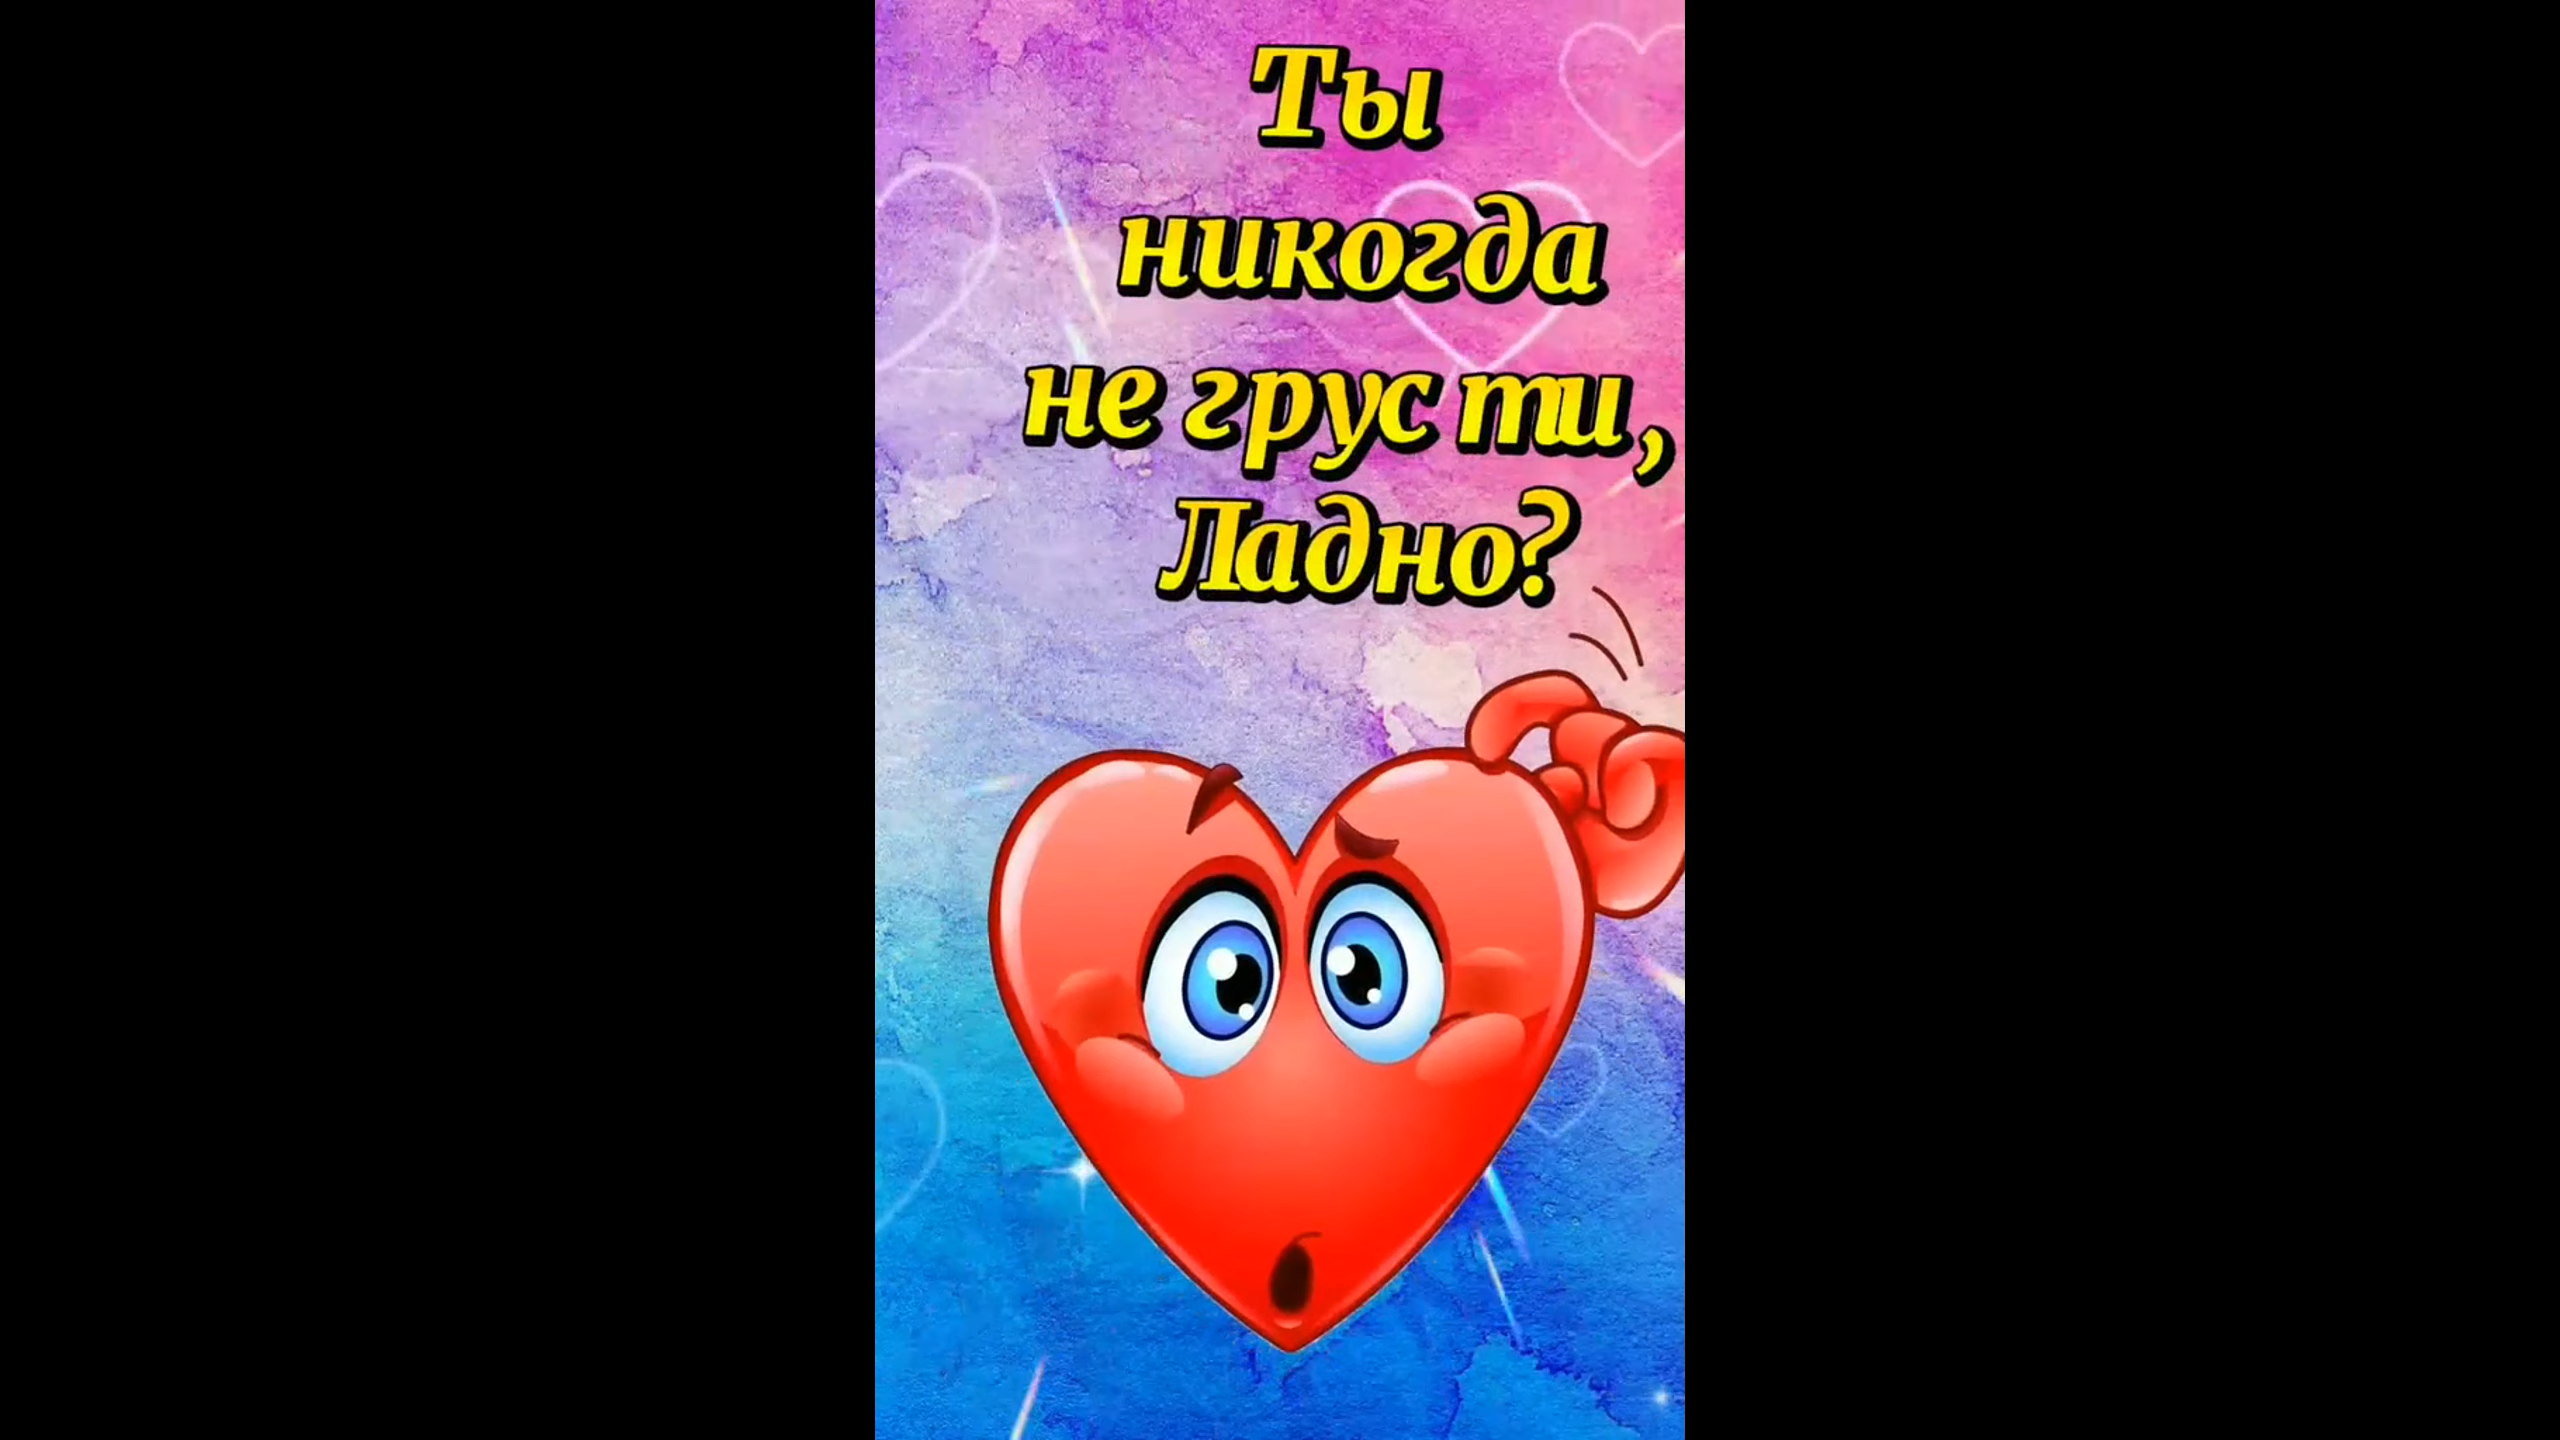 Ты
никогда
не грусти,
Ладно?